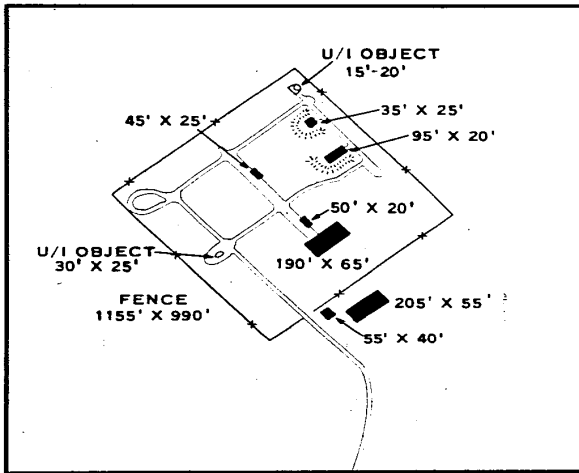 U/I OBJECT
15'-20'
45' X 25'
35' X 25'
95' X 20'
50' X 20'
U/I OBJECT
30' X 25'
190' X 65'
FENCE
1155' X 990'
205' X 55'
55' X 40'